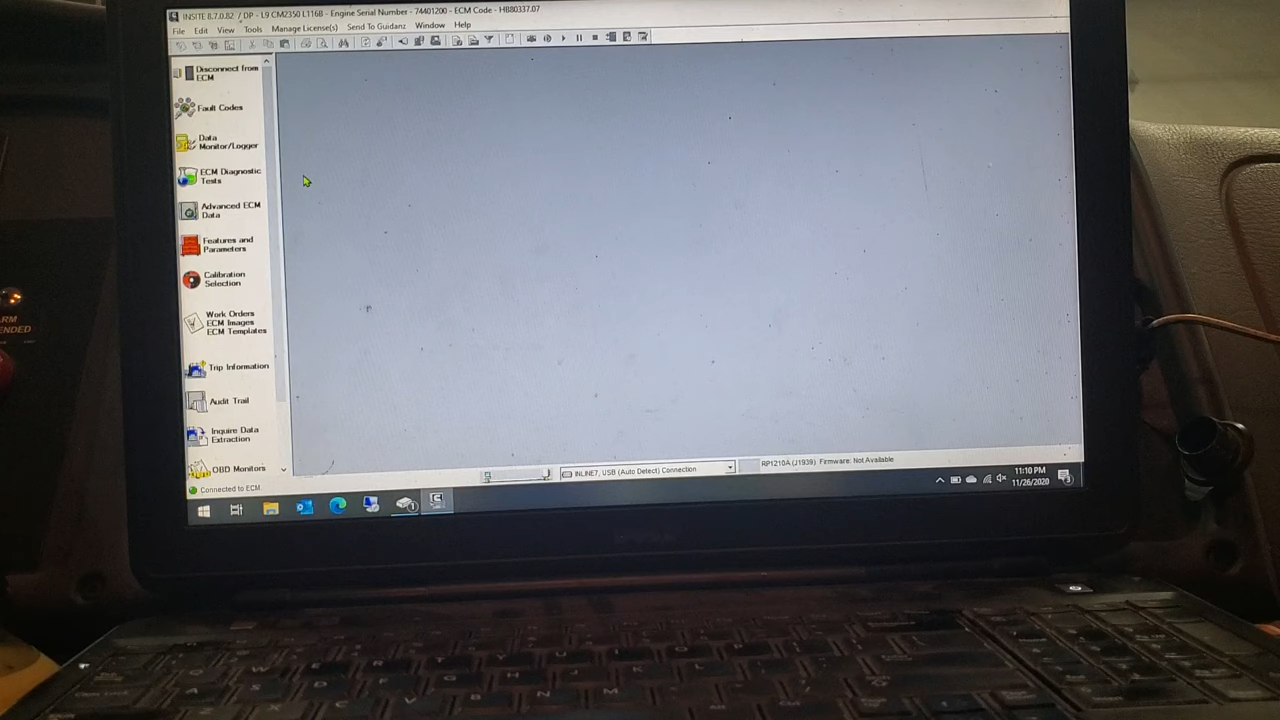 INSITE 8.7.0.82 / DP - L9 CM2350 L116B - Engine Serial Number - 74401200 - ECM Code - HB80337.07
File Edit View Tools Manage License(s) Send To Guidanz Window Help
Disconnect from
ECM
Fault Codes
Data
Monitor/Logger
ECM Diagnostic
Tests
Advanced ECM
Data
Features and
Parameters
Calibration
Selection
Work Orders
ECM Images
ECM Templates
Trip Information
Audit Trail
Inquire Data
Extraction
OBD Monitors
Connected to ECM.
INLINE7, USB (Auto Detect) Connection
RP1210A (J1939) Firmware: Not Available
11:10 PM
11/26/2020
ARM
ENDED